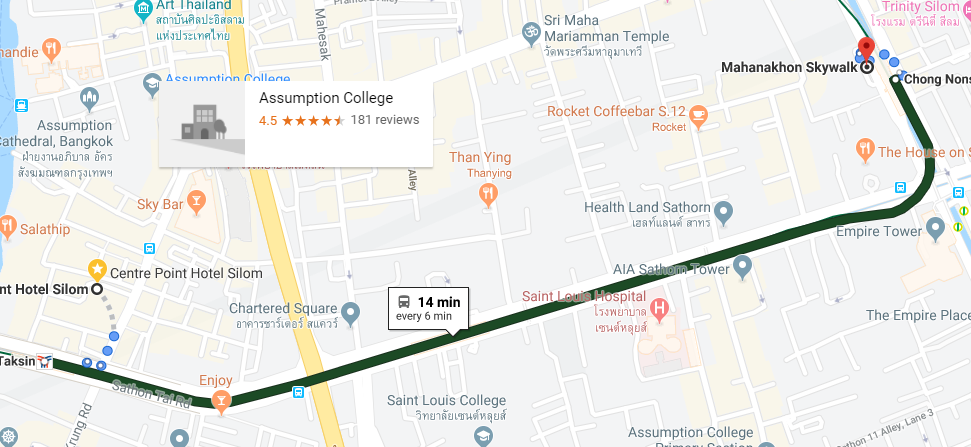 Art Thailand
สถาบันศิลปะอิสลาม
แห่งประเทศไทย
Mahesak
Sri Maha
Mariamman Temple
วัดพระศรีมหาอุมาเทวี
Trinity Silom
โรงแรม ตรีนิตี้ สีลม
Mahanakhon Skywalk
Chong Nons
Assumption College
Assumption College
4.5 181 reviews
Assumption
Cathedral, Bangkok
ฝ่ายงานอภิบาล อัคร
สังฆมณฑลกรุงเทพฯ
Alley
Rocket Coffeebar S.12
Rocket
Than Ying
Thanying
The House on S
Sky Bar
Salathip
Health Land Sathorn
เฮลท์แลนด์ สาทร
Empire Tower
Centre Point Hotel Silom
nt Hotel Silom
AIA Sathorn Tower
14 min
every 6 min
Saint Louis Hospital
โรงพยาบาล
เซนต์หลุยส์
Chartered Square
อาคารชาร์เตอร์ สแควร์
The Empire Place
Taksin
Sathon Tai Rd
Enjoy
Krung Rd
Saint Louis College
วิทยาลัยเซนต์หลุยส์
Assumption College
Primary Section
11 Alley, Lane 3